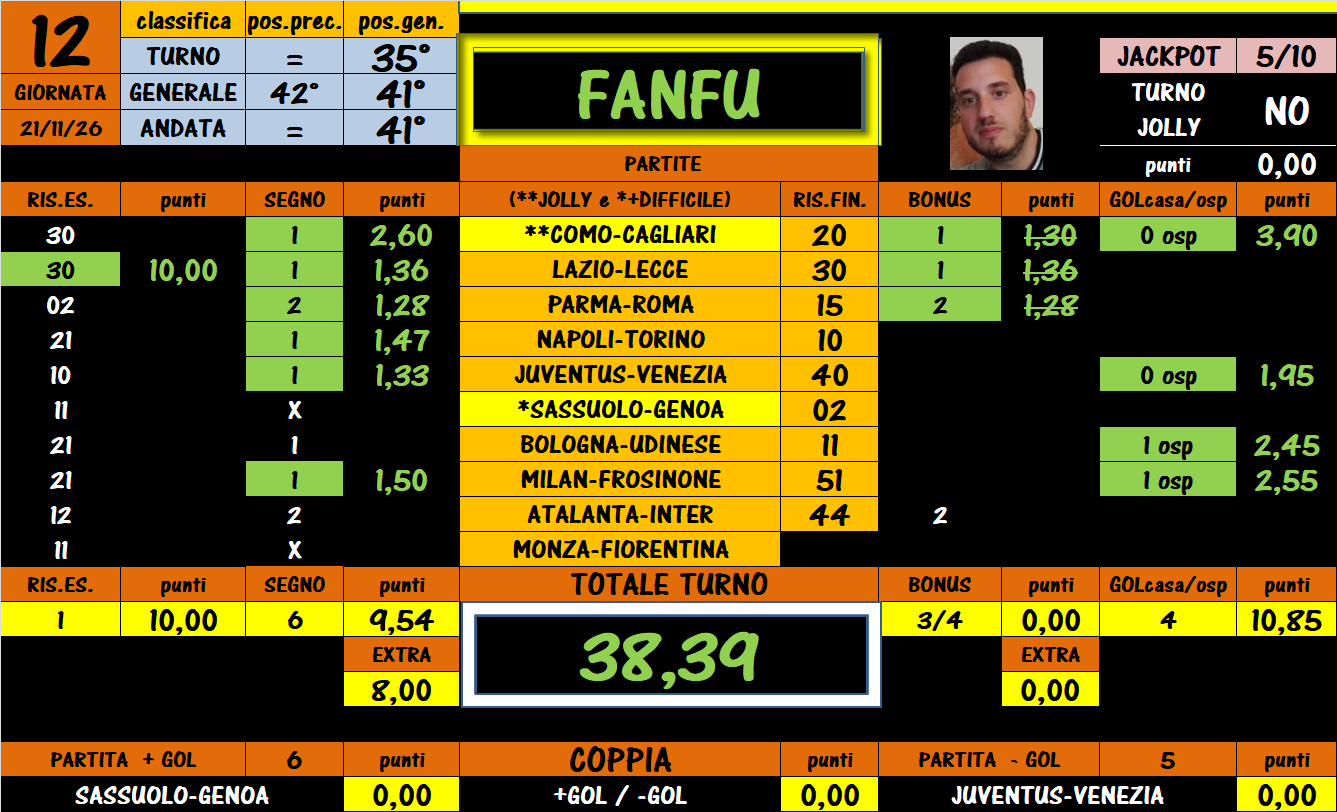 12 classifica pos.prec. pos.gen.
TURNO = 35°
FANFU
JACKPOT 5/10
GIORNATA GENERALE 42° 41°
TURNO JOLLY NO
21/11/26 ANDATA = 41°
PARTITE
punti 0,00
RIS.ES. punti SEGNO punti (**JOLLY e *+DIFFICILE) RIS.FIN. BONUS punti GOLcasa/osp punti
30 1 2,60 **COMO-CAGLIARI 20 1 1,30 0 osp 3,90
30 10,00 1 1,36 LAZIO-LECCE 30 1 1,36
02 2 1,28 PARMA-ROMA 15 2 1,28
21 1 1,47 NAPOLI-TORINO 10
10 1 1,33 JUVENTUS-VENEZIA 40 0 osp 1,95
11 X *SASSUOLO-GENOA 02
21 1 BOLOGNA-UDINESE 11 1 osp 2,45
21 1 1,50 MILAN-FROSINONE 51 1 osp 2,55
12 2 ATALANTA-INTER 44 2
11 X MONZA-FIORENTINA
RIS.ES. punti SEGNO punti TOTALE TURNO BONUS punti GOLcasa/osp punti
1 10,00 6 9,54 38,39 3/4 0,00 4 10,85
EXTRA EXTRA
8,00 0,00
PARTITA + GOL 6 punti COPPIA punti PARTITA - GOL 5 punti
SASSUOLO-GENOA 0,00 +GOL / -GOL 0,00 JUVENTUS-VENEZIA 0,00